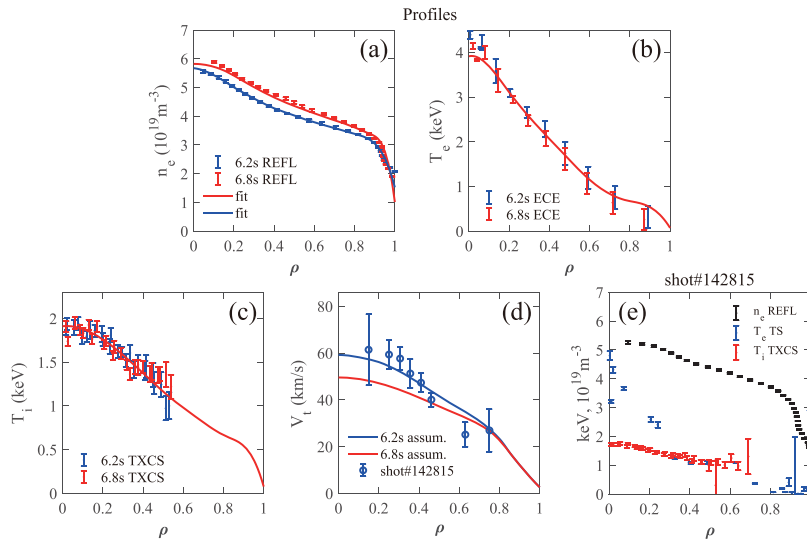 Profiles
(a)
n_e (10^19 m^-3)
7
6
5
4
3
2
1
0
6.2s REFL
6.8s REFL
fit
fit
0 0.2 0.4 0.6 0.8 1
ρ
(b)
T_e (keV)
4
3
2
1
0
6.2s ECE
6.8s ECE
0 0.2 0.4 0.6 0.8 1
ρ
(c)
T_i (keV)
2
1.5
1
0.5
0
6.2s TXCS
6.8s TXCS
0 0.2 0.4 0.6 0.8 1
ρ
(d)
V_t (km/s)
80
60
40
20
0
6.2s assum.
6.8s assum.
shot#142815
0 0.2 0.4 0.6 0.8 1
ρ
shot#142815
(e)
keV, 10^19 m^-3
7
6
5
4
3
2
1
0
n_e REFL
T_e TS
T_i TXCS
0 0.2 0.4 0.6 0.8
ρ